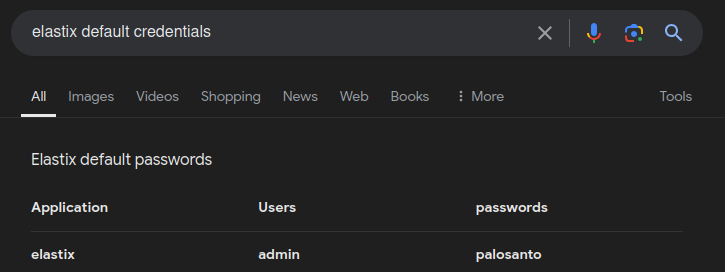 elastix default credentials
All Images Videos Shopping News Web Books More Tools
Elastix default passwords
Application Users passwords
elastix admin palosanto